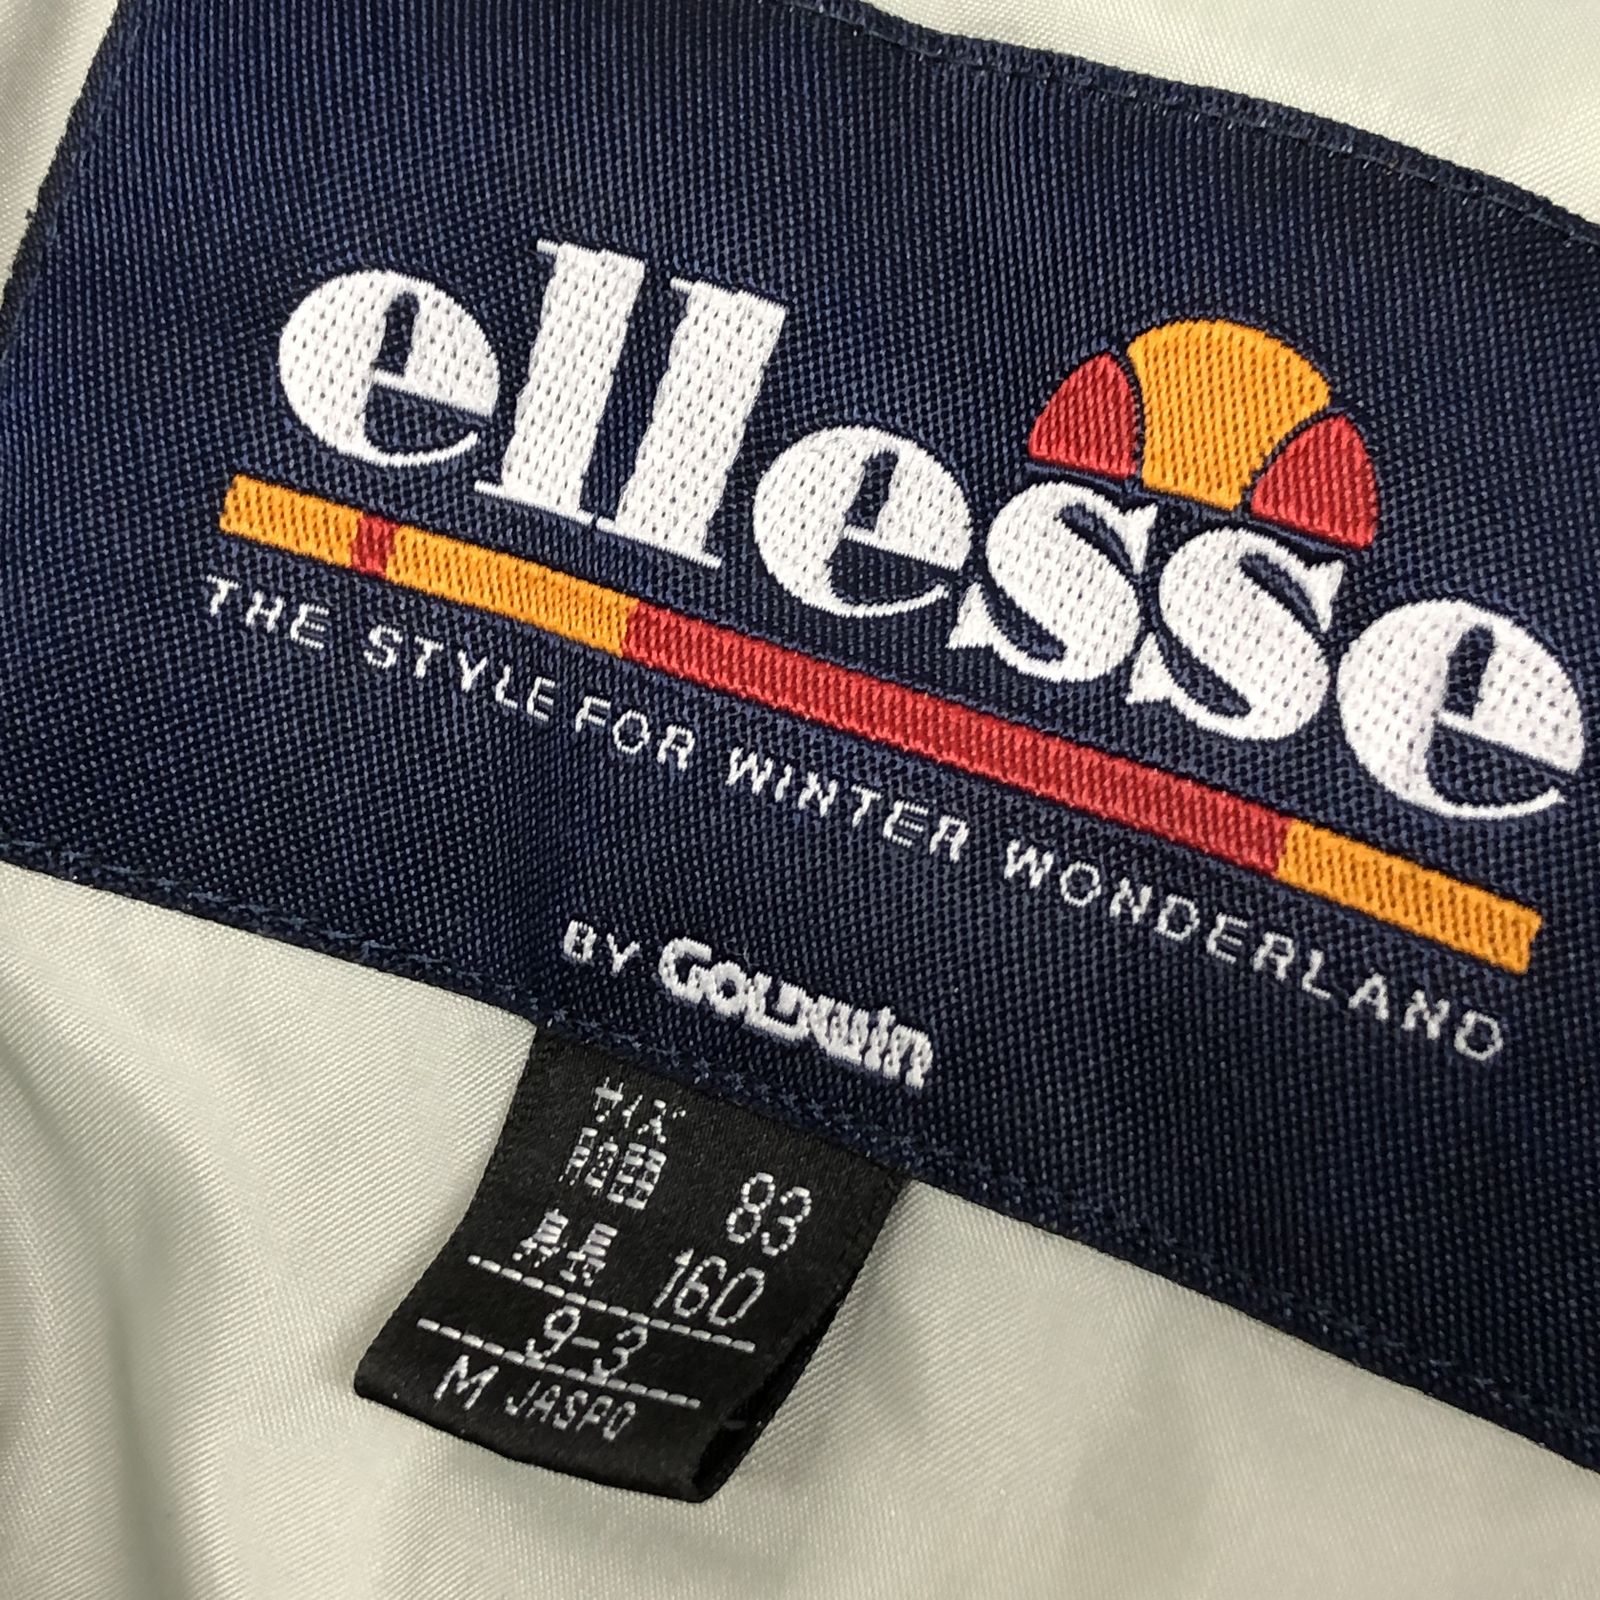 ellesse
THE STYLE FOR WINTER WONDERLAND
BY GOLDWIN
サイズ
胸囲 83
身長 160
9-3
M JASPO